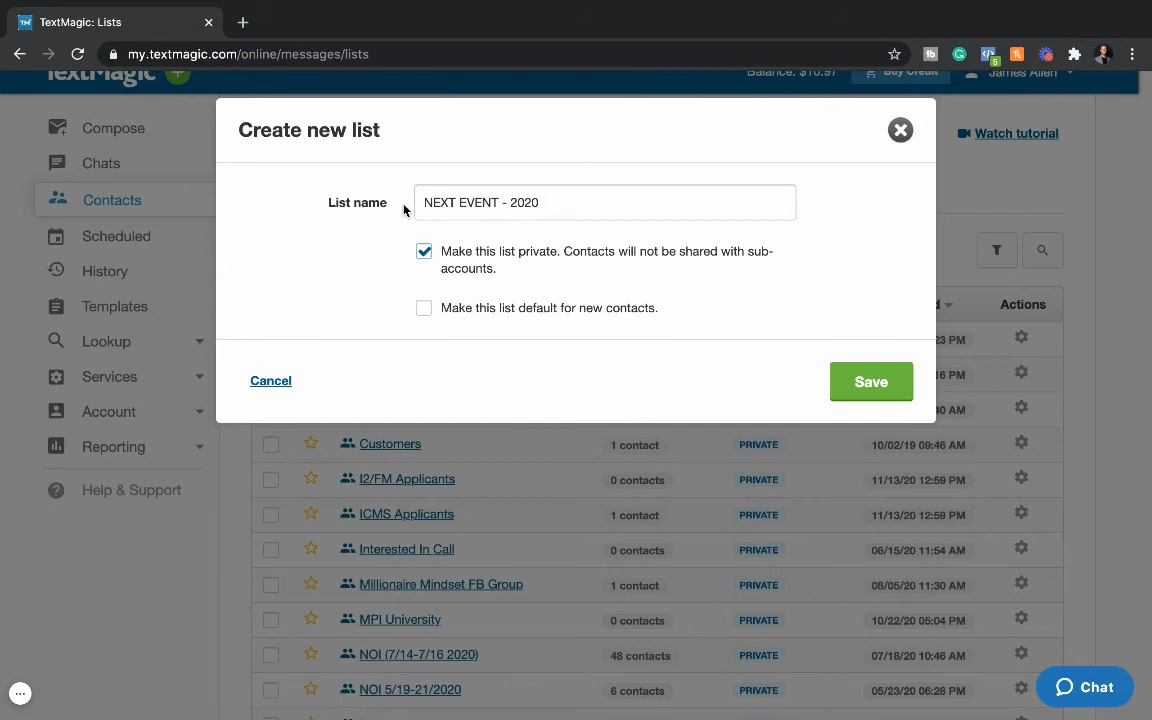 TextMagic: Lists
my.textmagic.com/online/messages/lists
5
TextMagic
Balance: $10.97
Buy Credit
James Allen
Compose
Chats
Contacts
Scheduled
History
Templates
Lookup
Services
Account
Reporting
Help & Support
Create new list
Watch tutorial
List name
NEXT EVENT - 2020
Make this list private. Contacts will not be shared with sub-
accounts.
Make this list default for new contacts.
Cancel
Save
Actions
23 PM
16 PM
40 AM
Customers 1 contact PRIVATE 10/02/19 09:46 AM
I2/FM Applicants 0 contacts PRIVATE 11/13/20 12:59 PM
ICMS Applicants 1 contact PRIVATE 11/13/20 12:59 PM
Interested In Call 0 contacts PRIVATE 06/15/20 11:54 AM
Millionaire Mindset FB Group 1 contact PRIVATE 08/05/20 11:30 AM
MPI University 0 contacts PRIVATE 10/22/20 05:04 PM
NOI (7/14-7/16 2020) 48 contacts PRIVATE 07/18/20 10:46 AM
NOI 5/19-21/2020 6 contacts PRIVATE 05/23/20 06:28 PM
Chat